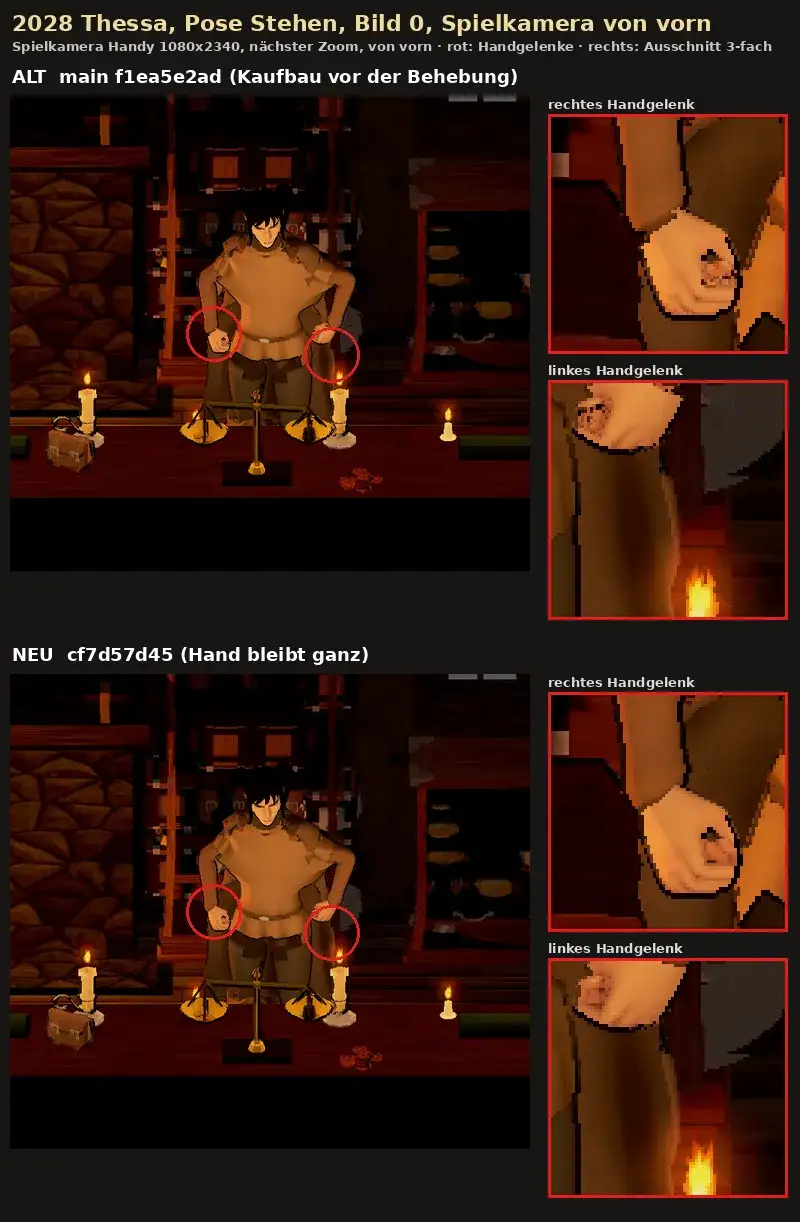 2028 Thessa, Pose Stehen, Bild 0, Spielkamera von vorn
Spielkamera Handy 1080x2340, nächster Zoom, von vorn · rot: Handgelenke · rechts: Ausschnitt 3-fach
ALT main f1ea5e2ad (Kaufbau vor der Behebung)
rechtes Handgelenk
linkes Handgelenk
NEU cf7d57d45 (Hand bleibt ganz)
rechtes Handgelenk
linkes Handgelenk